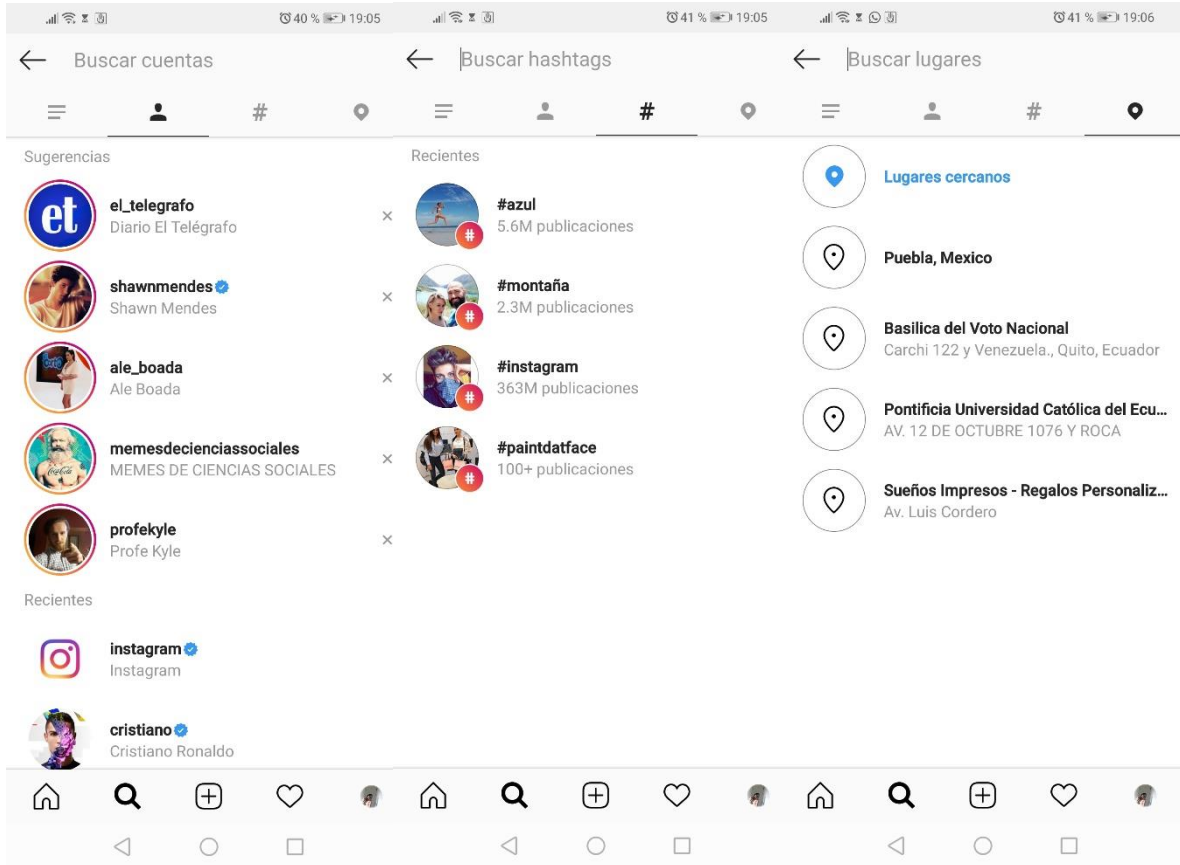 40 % 19:05
Buscar cuentas
Sugerencias
et
el_telegrafo
Diario El Telégrafo
shawnmendes
Shawn Mendes
ale_boada
Ale Boada
memesdecienciassociales
MEMES DE CIENCIAS SOCIALES
profekyle
Profe Kyle
Recientes
instagram
Instagram
cristiano
Cristiano Ronaldo
41 % 19:05
Buscar hashtags
#
Recientes
#azul
5.6M publicaciones
#montaña
2.3M publicaciones
#instagram
363M publicaciones
#paintdatface
100+ publicaciones
41 % 19:06
Buscar lugares
Lugares cercanos
Puebla, Mexico
Basilica del Voto Nacional
Carchi 122 y Venezuela., Quito, Ecuador
Pontificia Universidad Católica del Ecu...
AV. 12 DE OCTUBRE 1076 Y ROCA
Sueños Impresos - Regalos Personaliz...
Av. Luis Cordero